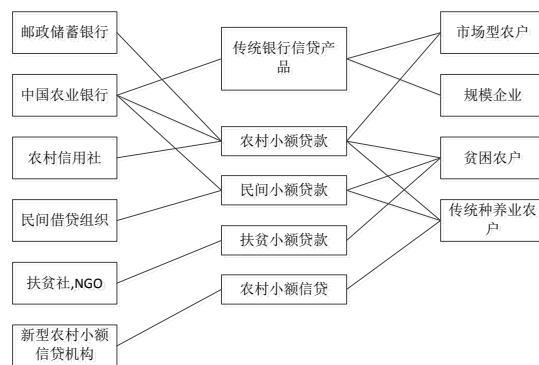 邮政储蓄银行
中国农业银行
农村信用社
民间借贷组织
扶贫社,NGO
新型农村小额
信贷机构
传统银行信贷产
品
农村小额贷款
民间小额贷款
扶贫小额贷款
农村小额信贷
市场型农户
规模企业
贫困农户
传统种养业农
户